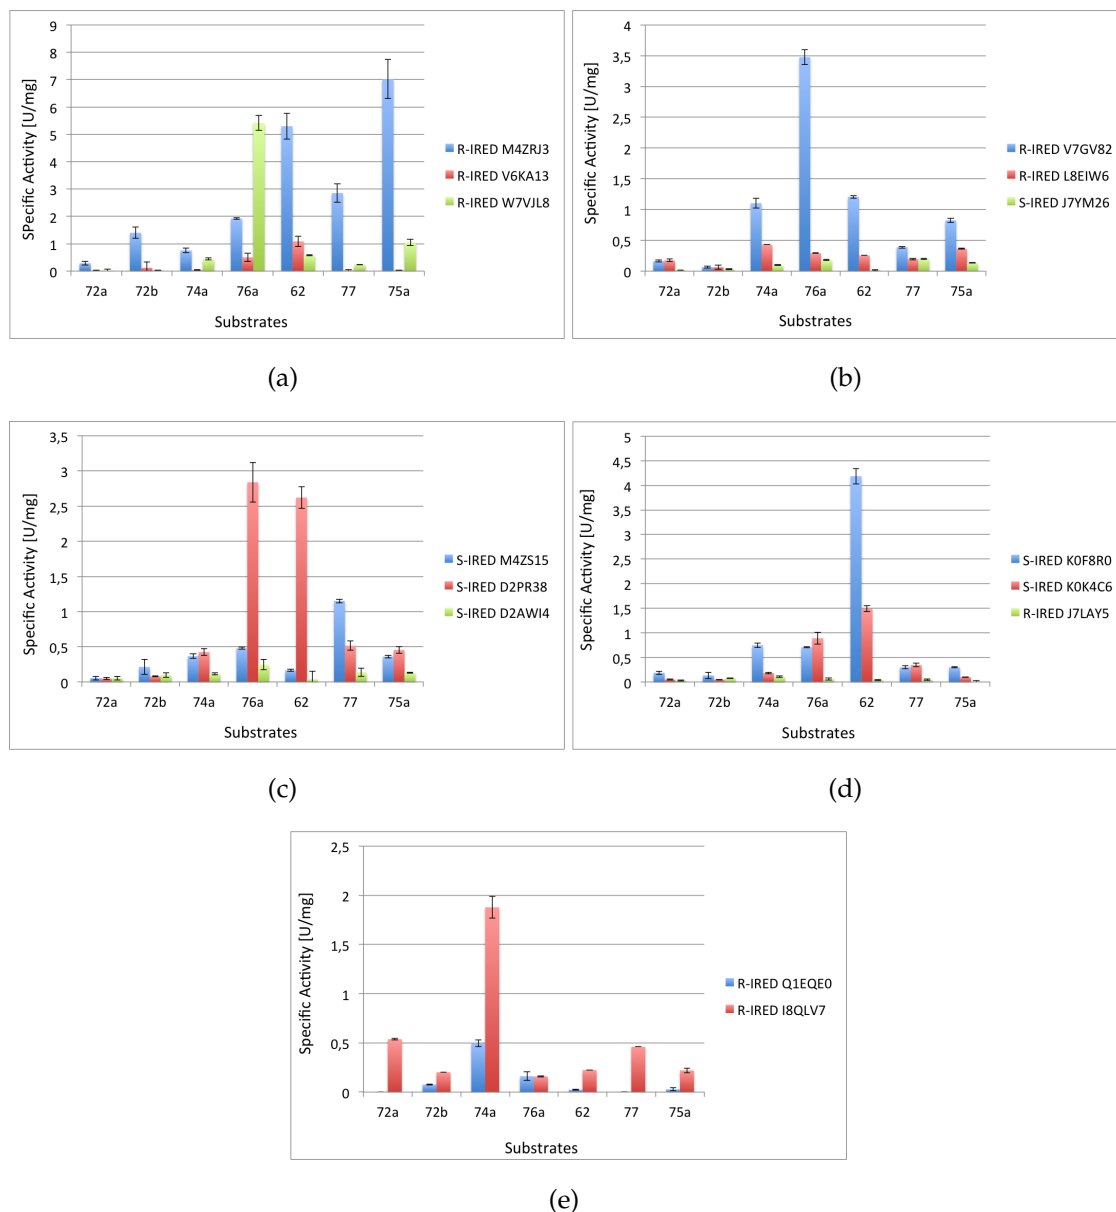 9
8
7
6
5
4
3
2
1
0
SPecific Activity [U/mg]
72a 72b 74a 76a 62 77 75a
Substrates
R-IRED M4ZRJ3
R-IRED V6KA13
R-IRED W7VJL8
(a)
4
3,5
3
2,5
2
1,5
1
0,5
0
Specific Activity [U/mg]
72a 72b 74a 76a 62 77 75a
Substrates
R-IRED V7GV82
R-IRED L8EIW6
S-IRED J7YM26
(b)
3,5
3
2,5
2
1,5
1
0,5
0
Specific Activity [U/mg]
72a 72b 74a 76a 62 77 75a
Substrates
S-IRED M4ZS15
S-IRED D2PR38
S-IRED D2AWI4
(c)
5
4,5
4
3,5
3
2,5
2
1,5
1
0,5
0
Specific Activity [U/mg]
72a 72b 74a 76a 62 77 75a
Substrates
S-IRED K0F8R0
S-IRED K0K4C6
R-IRED J7LAY5
(d)
2,5
2
1,5
1
0,5
0
Specific Activity [U/mg]
72a 72b 74a 76a 62 77 75a
Substrates
R-IRED Q1EQE0
R-IRED I8QLV7
(e)